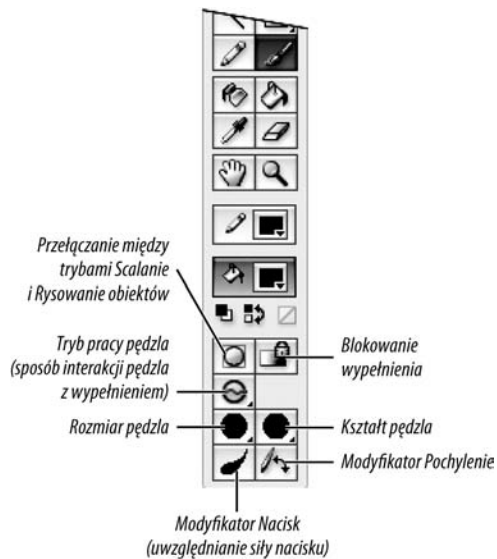 Przełączanie między
trybami Scalanie
i Rysowanie obiektów
Tryb pracy pędzla
(sposób interakcji pędzla
z wypełnieniem)
Rozmiar pędzla
Blokowanie
wypełnienia
Kształt pędzla
Modyfikator Pochylenie
Modyfikator Nacisk
(uwzględnianie siły nacisku)